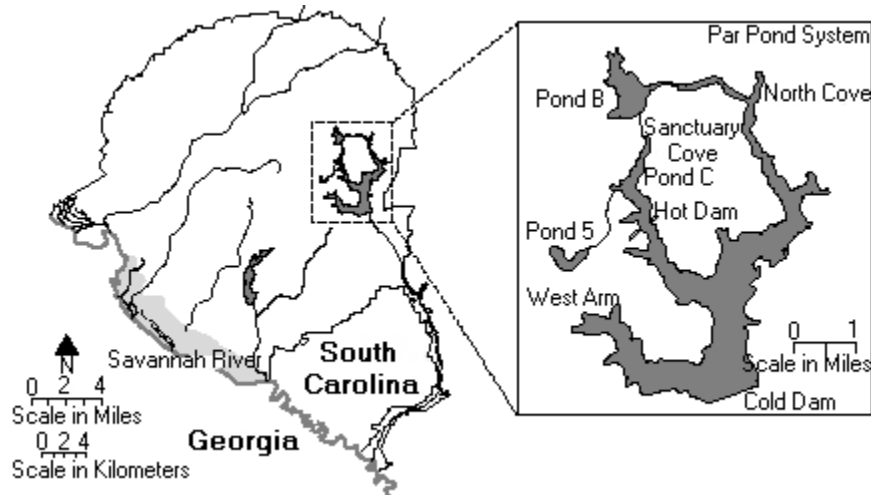 Par Pond System
Pond B
North Cove
Sanctuary
Cove
Pond C
Hot Dam
Pond 5
West Arm
0 1
Scale in Miles
Cold Dam
N
0 2 4
Scale in Miles
0 2 4
Scale in Kilometers
Savannah River
South
Carolina
Georgia